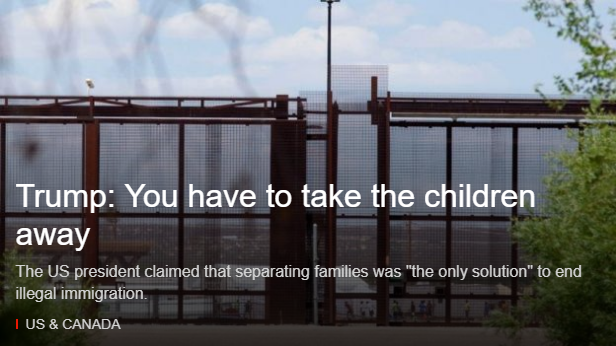 Trump: You have to take the children
away
The US president claimed that separating families was "the only solution" to end
illegal immigration.
US & CANADA